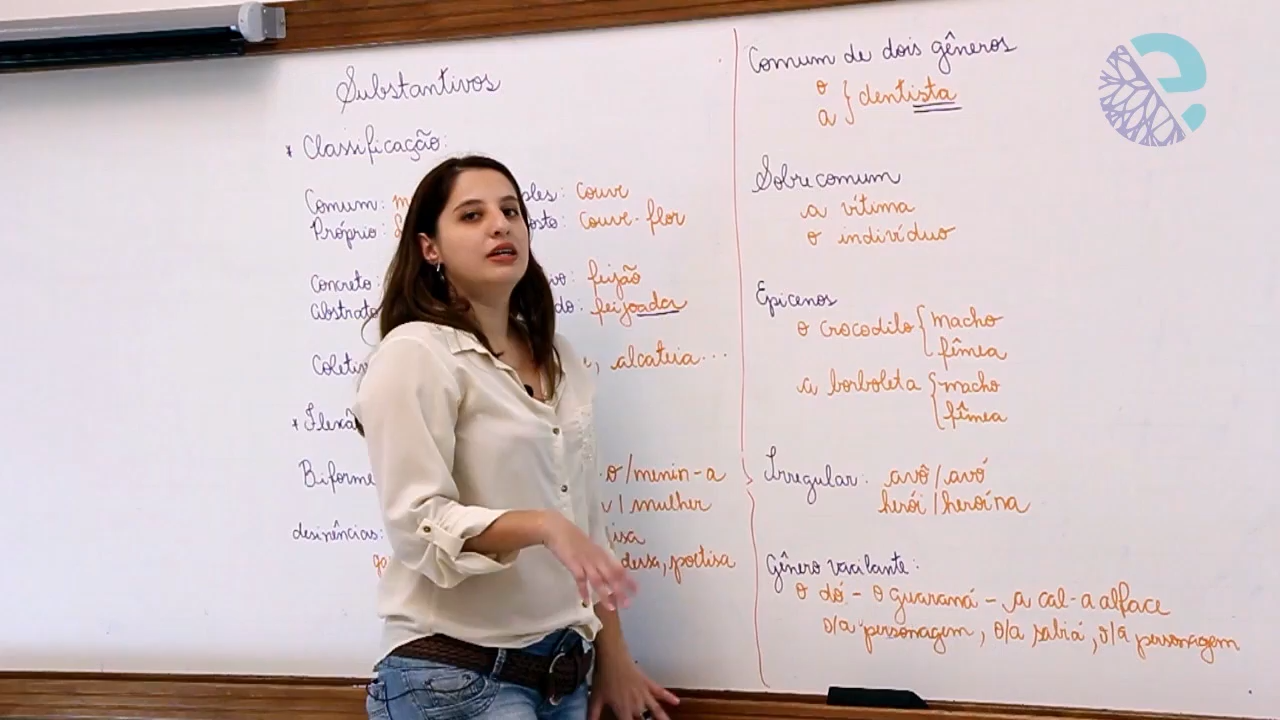 Substantivos
* Classificação:
Comum: couve
Próprio: couve-flor
Concreto: feijão
Abstrato feijoada
alcateia...
o/menin-a
/ mulher
desinências:
poetisa
Comum de dois gêneros
o
a } dentista
Sobrecomum
a vítima
o indivíduo
Epicenos
o crocodilo { macho
fêmea
a borboleta { macho
fêmea
Irregular: avô/avó
herói/heroína
Gênero vacilante:
o dó - o guaraná - a cal - a alface
o/a personagem, o/a sabiá, o/a personagem